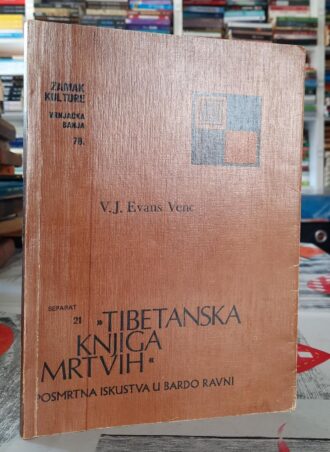 ZAMAK
KULTURE
VRNJAČKA
BANJA
78.
V.J. Evans Venc
SEPARAT
21
»TIBETANSKA
KNJIGA
MRTVIH«
POSMRTNA ISKUSTVA U BARDO RAVNI